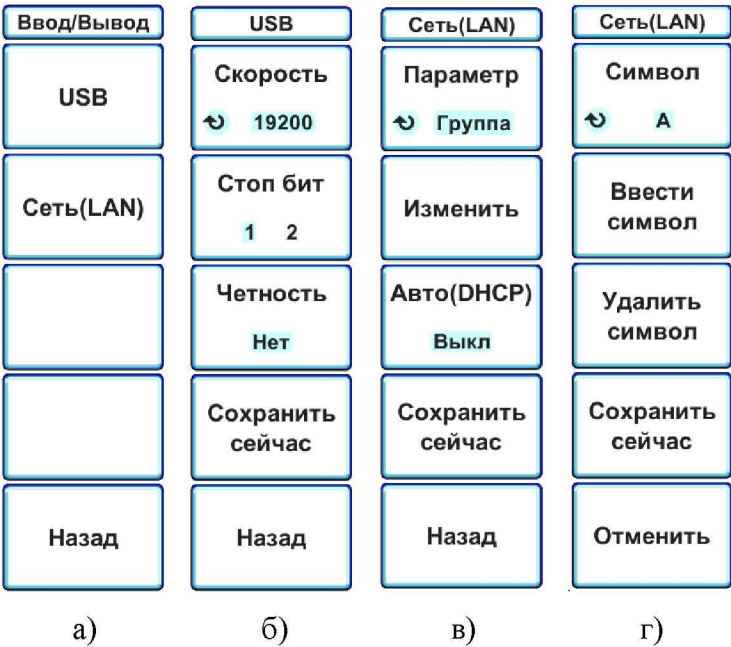 Ввод/Вывод
USB
Сеть(LAN)
Назад
а)
USB
Скорость
19200
Стоп бит
1 2
Четность
Нет
Сохранить
сейчас
Назад
б)
Сеть(LAN)
Параметр
Группа
Изменить
Авто(DHCP)
Выкл
Сохранить
сейчас
Назад
в)
Сеть(LAN)
Символ
А
Ввести
символ
Удалить
символ
Сохранить
сейчас
Отменить
г)